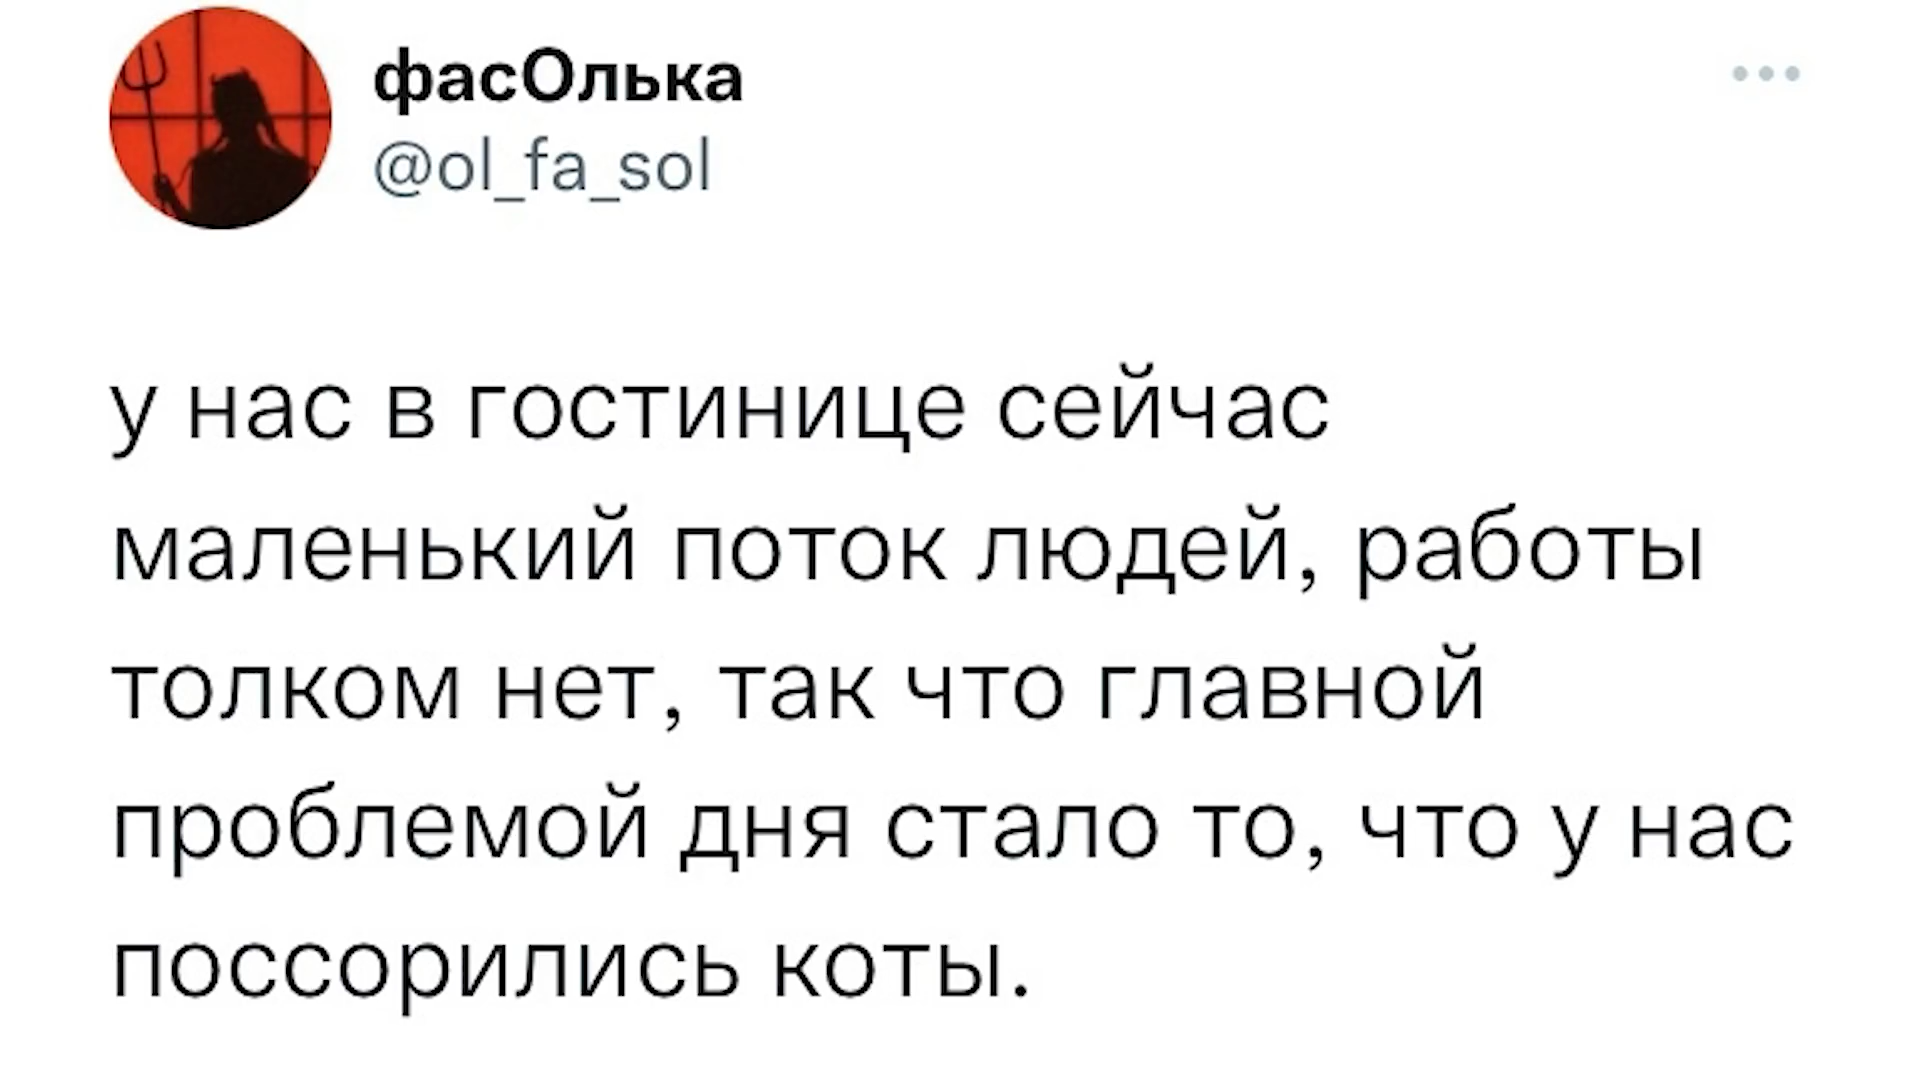 фасОлька
@ol_fa_sol
у нас в гостинице сейчас
маленький поток людей, работы
толком нет, так что главной
проблемой дня стало то, что у нас
поссорились коты.